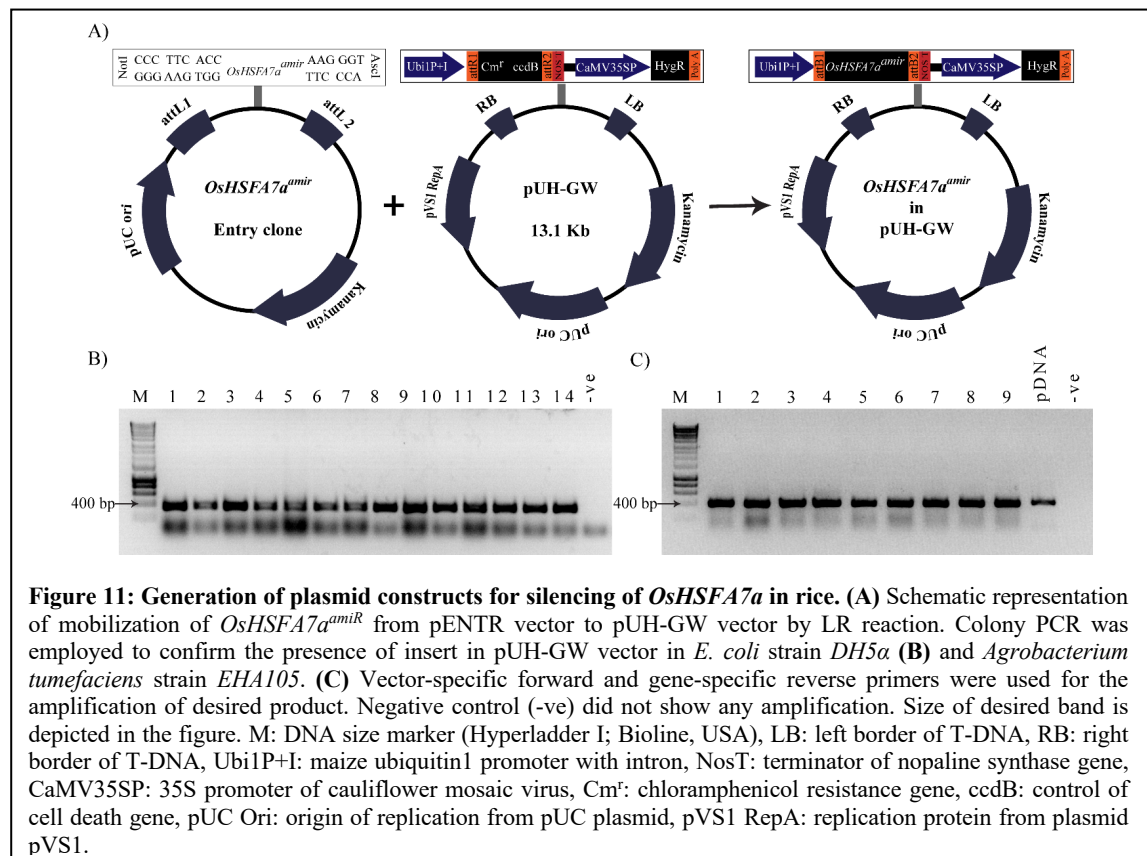 A)
NotI CCC TTC ACC OsHSFA7a^amir AAG GGT AscI
GGG AAG TGG TTC CCA
Ubi1P+I attR1 Cm^r ccdB attR2 NOS T CaMV35SP HygR Poly A
Ubi1P+I attB1 OsHSFA7a^amir attB2 NOS T CaMV35SP HygR Poly A
attL1 attL2
pUC ori
OsHSFA7a^amir
Entry clone
Kanamycin
+
RB LB
pVS1 RepA
pUH-GW
13.1 Kb
Kanamycin
pUC ori
RB LB
pVS1 RepA
OsHSFA7a^amir
in
pUH-GW
Kanamycin
pUC ori
B)
M 1 2 3 4 5 6 7 8 9 10 11 12 13 14 -ve
400 bp
C)
M 1 2 3 4 5 6 7 8 9 pDNA -ve
400 bp
Figure 11: Generation of plasmid constructs for silencing of OsHSFA7a in rice. (A) Schematic representation
of mobilization of OsHSFA7a^amiR from pENTR vector to pUH-GW vector by LR reaction. Colony PCR was
employed to confirm the presence of insert in pUH-GW vector in E. coli strain DH5α (B) and Agrobacterium
tumefaciens strain EHA105. (C) Vector-specific forward and gene-specific reverse primers were used for the
amplification of desired product. Negative control (-ve) did not show any amplification. Size of desired band is
depicted in the figure. M: DNA size marker (Hyperladder I; Bioline, USA), LB: left border of T-DNA, RB: right
border of T-DNA, Ubi1P+I: maize ubiquitin1 promoter with intron, NosT: terminator of nopaline synthase gene,
CaMV35SP: 35S promoter of cauliflower mosaic virus, Cm^r: chloramphenicol resistance gene, ccdB: control of
cell death gene, pUC Ori: origin of replication from pUC plasmid, pVS1 RepA: replication protein from plasmid
pVS1.